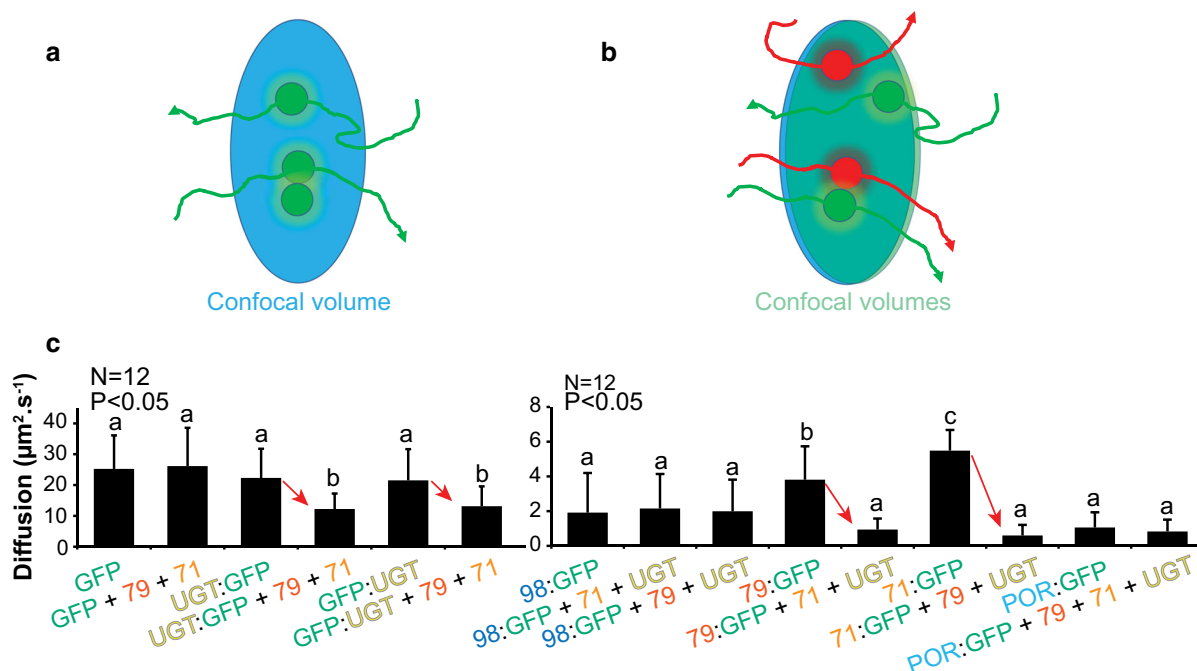 a
b
Confocal volume
Confocal volumes
c
Diffusion (µm².s⁻¹)
N=12
P<0.05
40
30
20
10
0
a
a
a
b
a
b
GFP
GFP + 79 + 71
UGT:GFP
UGT:GFP + 79 + 71
GFP:UGT
GFP:UGT + 79 + 71
N=12
P<0.05
8
6
4
2
0
a
a
a
b
a
c
a
a
a
98:GFP
98:GFP + 71 + UGT
98:GFP + 79 + UGT
79:GFP
79:GFP + 71 + UGT
71:GFP
71:GFP + 79 + UGT
POR:GFP
POR:GFP + 79 + 71 + UGT